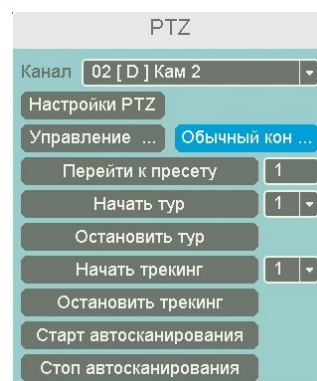 PTZ
Канал 02 [ D ] Кам 2
Настройки PTZ
Управление ... Обычный кон ...
Перейти к пресету 1
Начать тур 1
Остановить тур
Начать трекинг 1
Остановить трекинг
Старт автосканирования
Стоп автосканирования